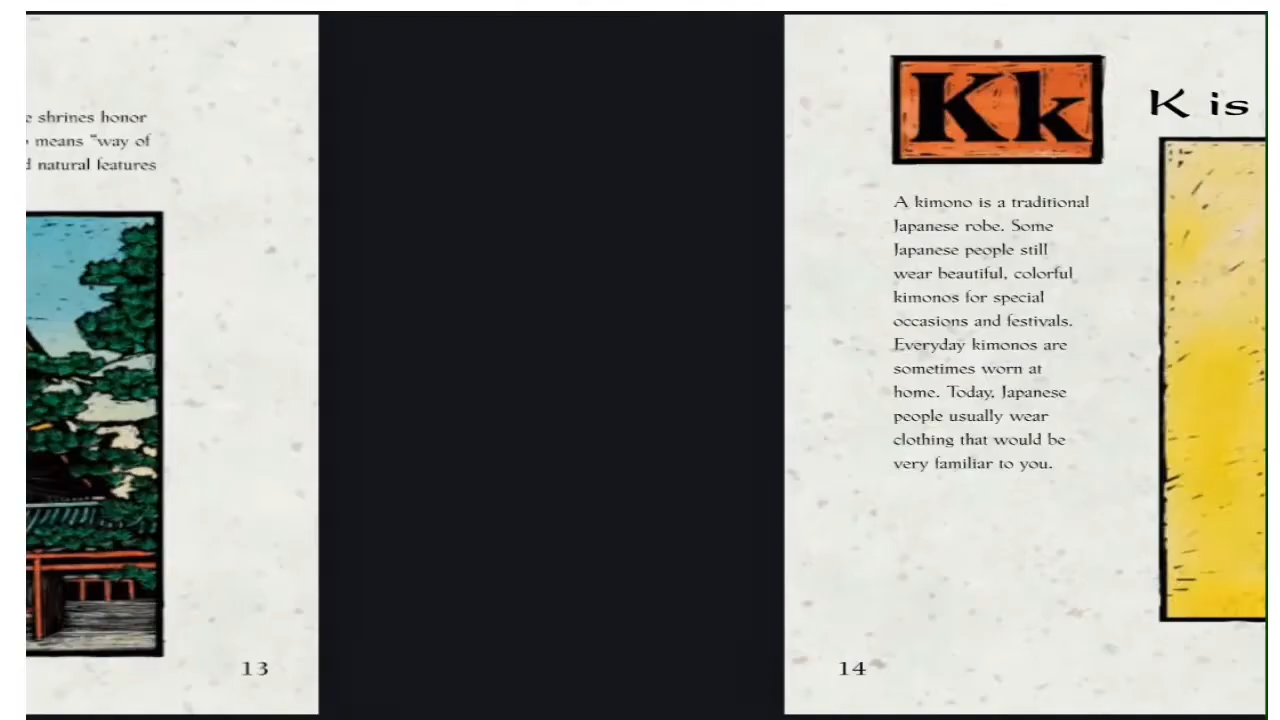 shrines honor
means "way of
natural features
13
Kk
K is
A kimono is a traditional
Japanese robe. Some
Japanese people still
wear beautiful, colorful
kimonos for special
occasions and festivals.
Everyday kimonos are
sometimes worn at
home. Today, Japanese
people usually wear
clothing that would be
very familiar to you.
14